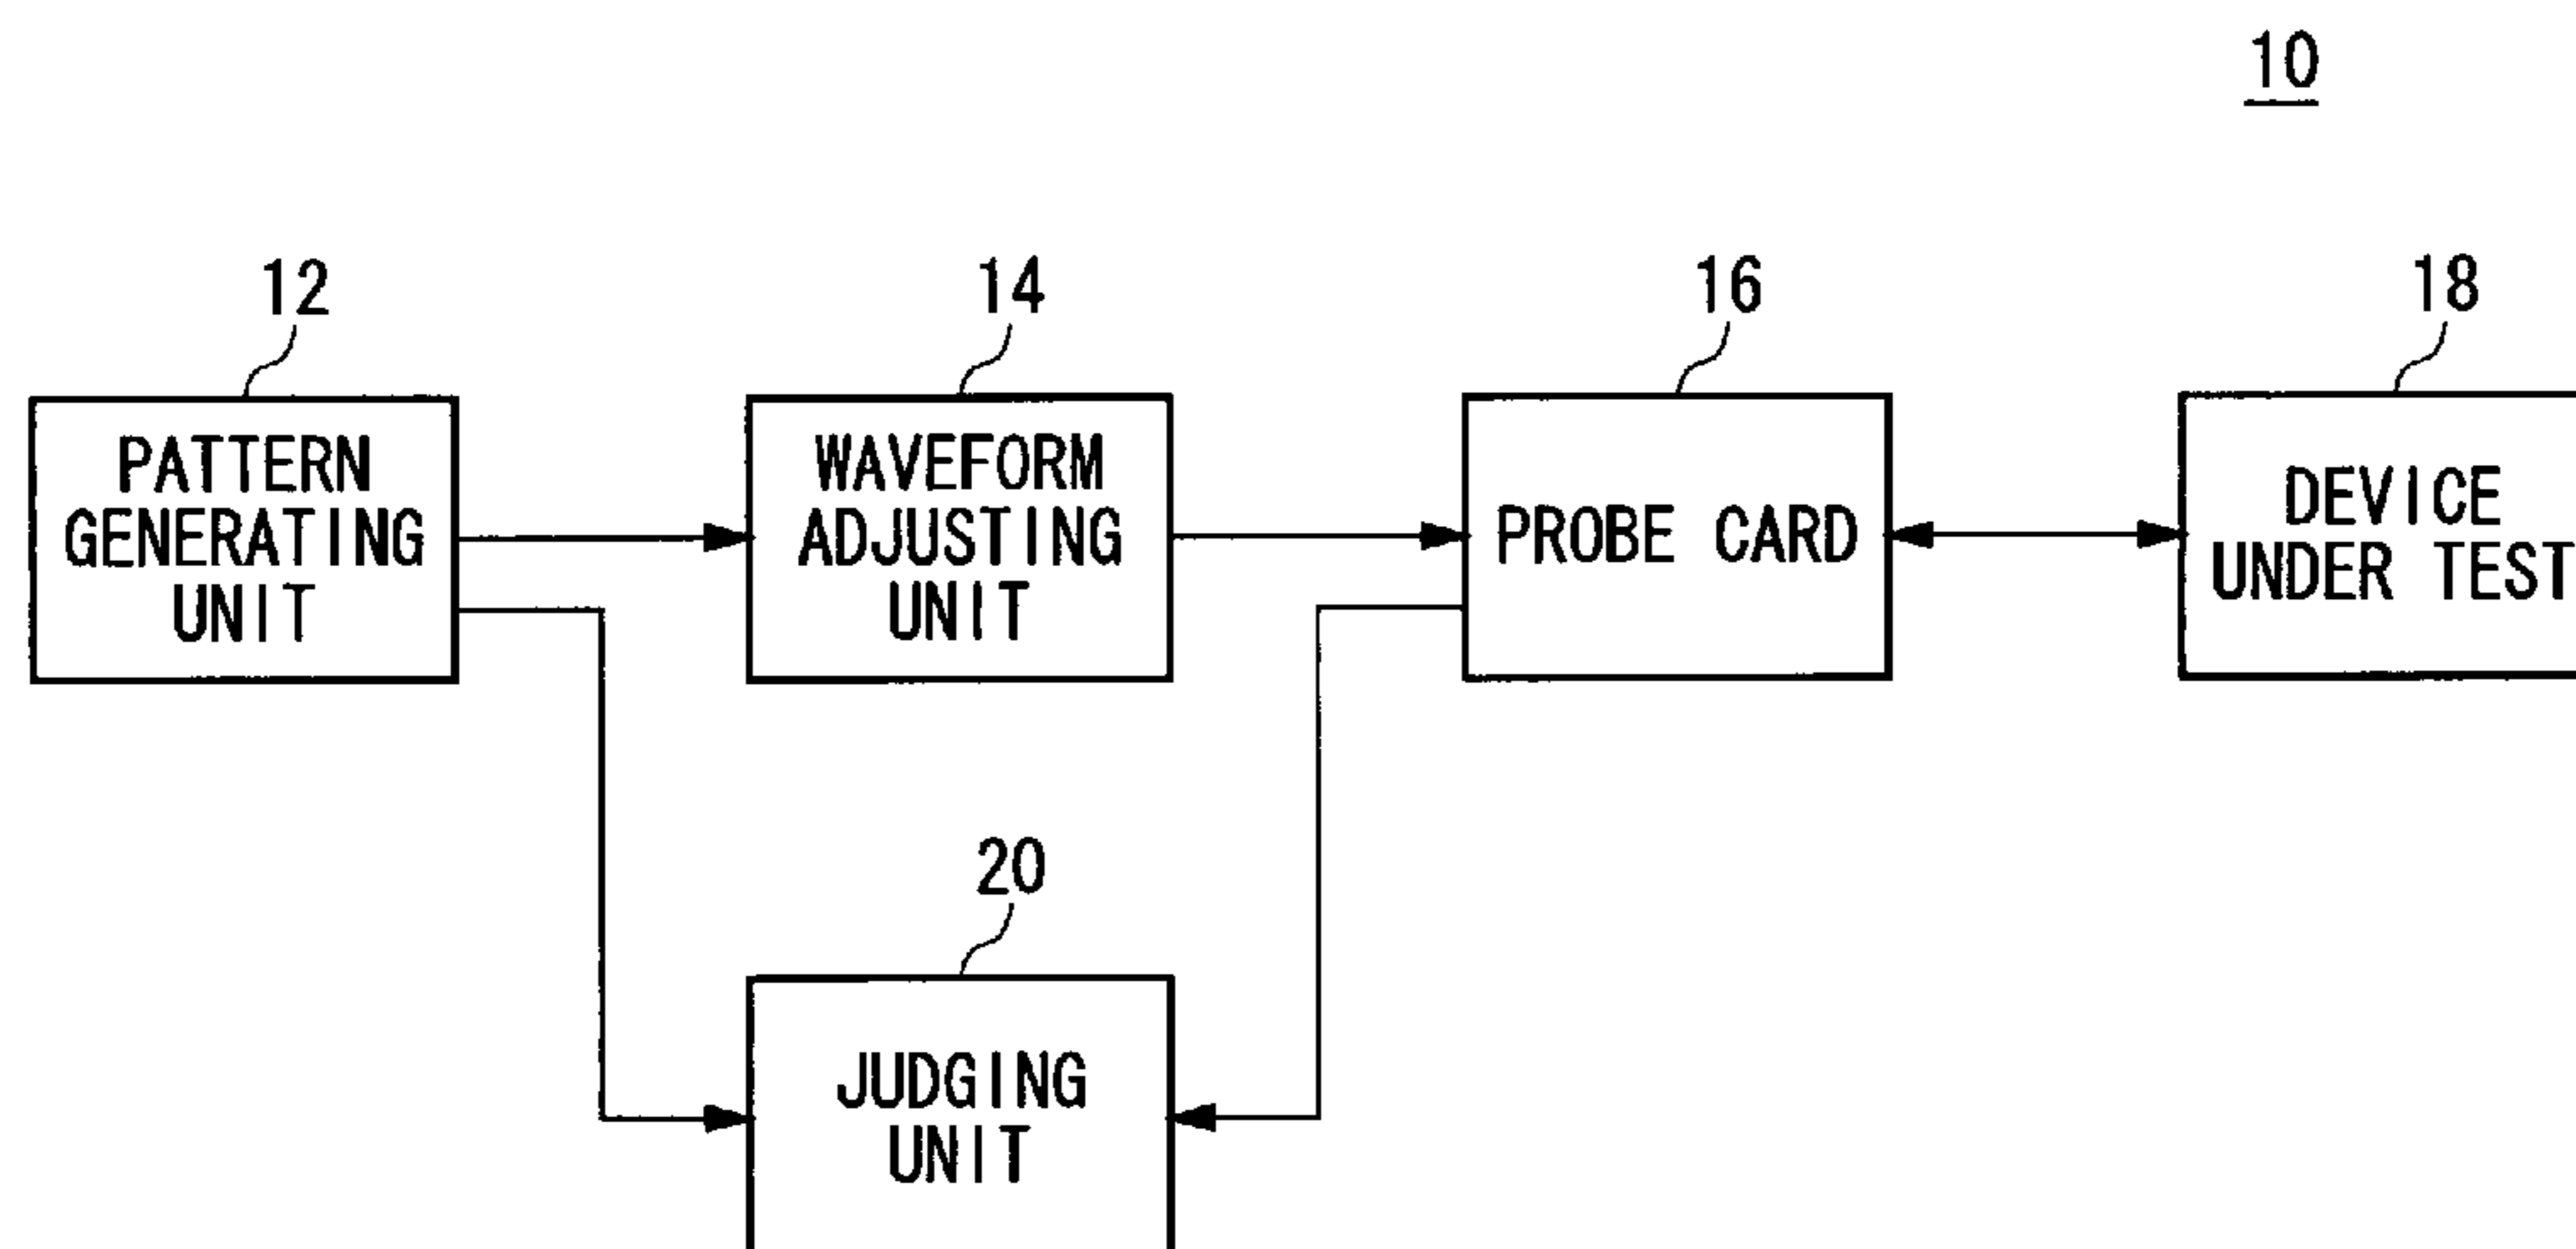 10
12
14
16
18
PATTERN
GENERATING
UNIT
WAVEFORM
ADJUSTING
UNIT
PROBE CARD
DEVICE
UNDER TEST
20
JUDGING
UNIT